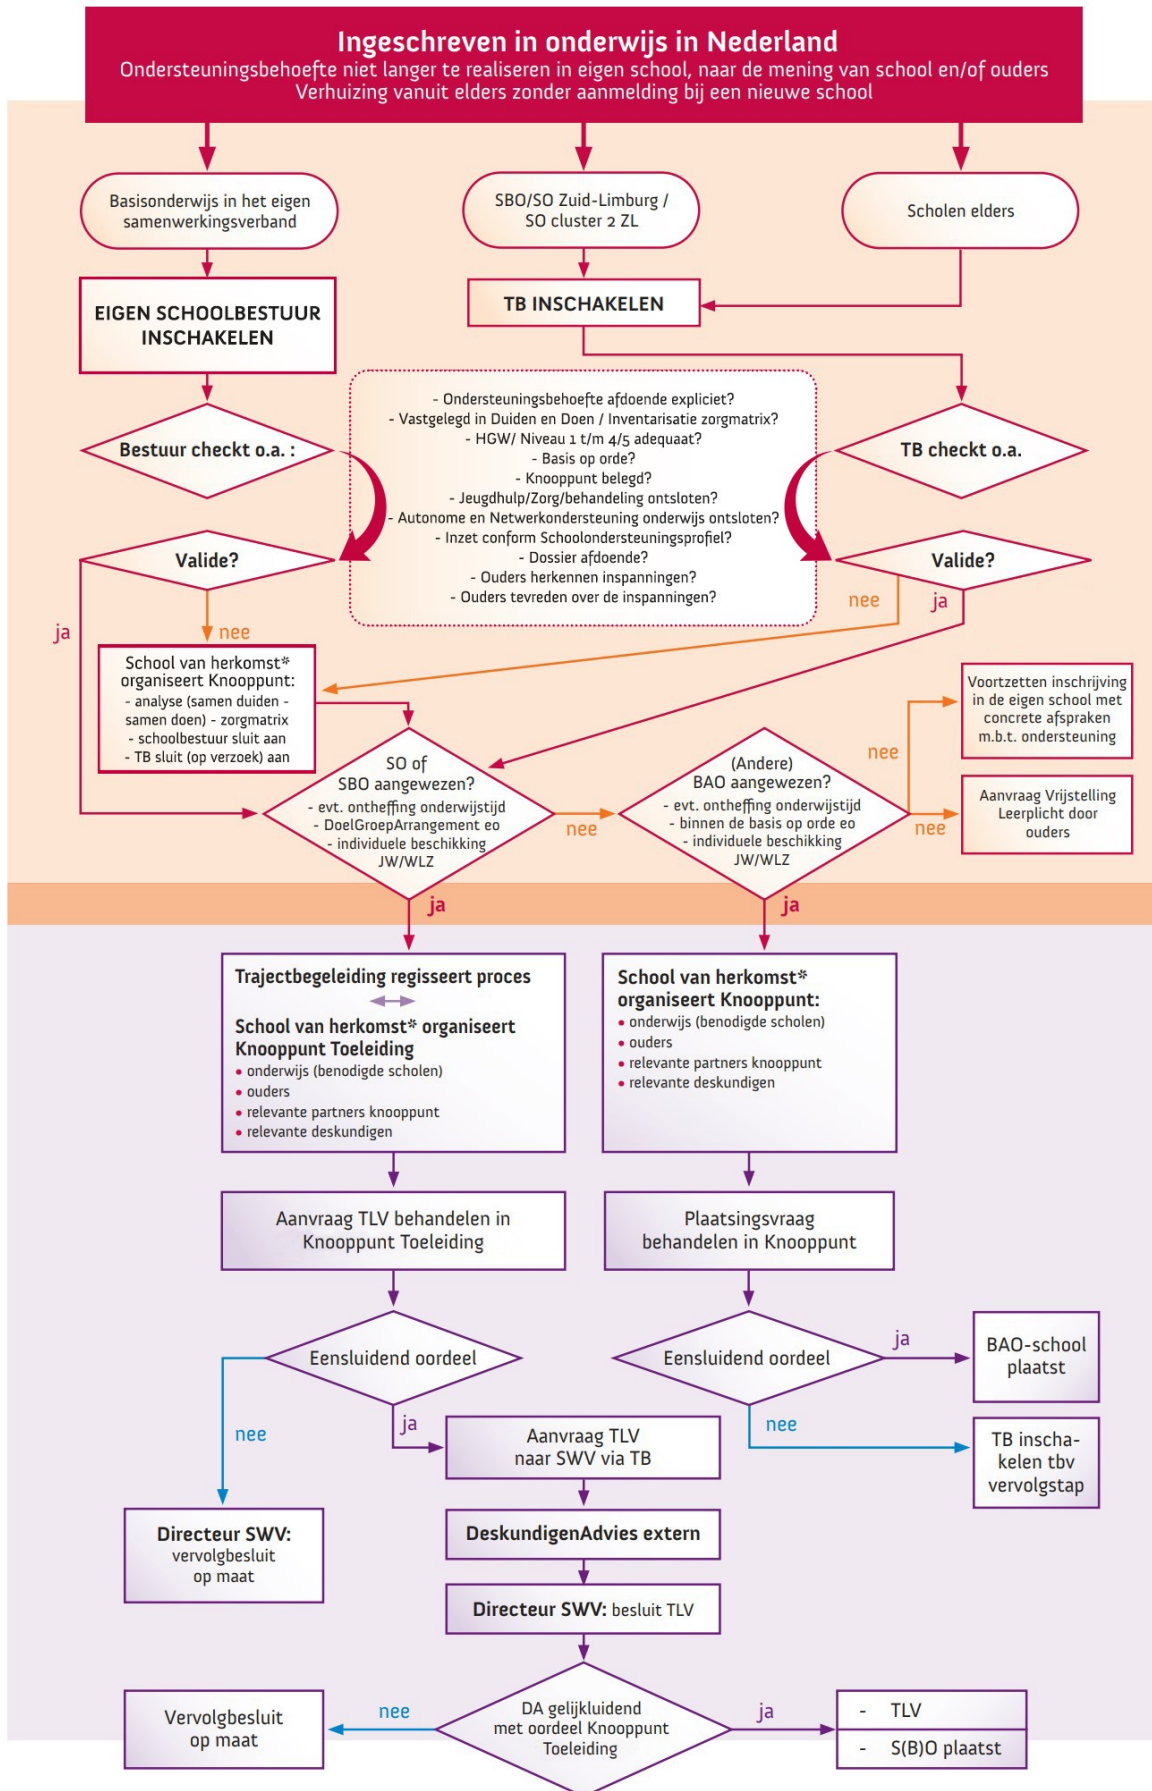 Ingeschreven in onderwijs in Nederland
Ondersteuningsbehoefte niet langer te realiseren in eigen school, naar de mening van school en/of ouders
Verhuizing vanuit elders zonder aanmelding bij een nieuwe school
Basisonderwijs in het eigen
samenwerkingsverband
SBO/SO Zuid-Limburg /
SO cluster 2 ZL
Scholen elders
EIGEN SCHOOLBESTUUR
INSCHAKELEN
TB INSCHAKELEN
Bestuur checkt o.a. :
- Ondersteuningsbehoefte afdoende expliciet?
- Vastgelegd in Duiden en Doen / Inventarisatie zorgmatrix?
- HGW/ Niveau 1 t/m 4/5 adequaat?
- Basis op orde?
- Knooppunt belegd?
- Jeugdhulp/Zorg/behandeling ontsloten?
- Autonome en Netwerkondersteuning onderwijs ontsloten?
- Inzet conform Schoolondersteuningsprofiel?
- Dossier afdoende?
- Ouders herkennen inspanningen?
- Ouders tevreden over de inspanningen?
TB checkt o.a.
Valide?
Valide?
ja
nee
nee
ja
School van herkomst*
organiseert Knooppunt:
- analyse (samen duiden -
samen doen) - zorgmatrix
- schoolbestuur sluit aan
- TB sluit (op verzoek) aan
SO of
SBO aangewezen?
- evt. ontheffing onderwijstijd
- DoelGroepArrangement eo
- individuele beschikking
JW/WLZ
nee
(Andere)
BAO aangewezen?
- evt. ontheffing onderwijstijd
- binnen de basis op orde eo
- individuele beschikking
JW/WLZ
nee
Voortzetten inschrijving
in de eigen school met
concrete afspraken
m.b.t. ondersteuning
nee
Aanvraag Vrijstelling
Leerplicht door
ouders
ja
ja
Trajectbegeleiding regisseert proces
School van herkomst* organiseert
Knooppunt Toeleiding
• onderwijs (benodigde scholen)
• ouders
• relevante partners knooppunt
• relevante deskundigen
School van herkomst*
organiseert Knooppunt:
• onderwijs (benodigde scholen)
• ouders
• relevante partners knooppunt
• relevante deskundigen
Aanvraag TLV behandelen in
Knooppunt Toeleiding
Plaatsingsvraag
behandelen in Knooppunt
Eensluidend oordeel
Eensluidend oordeel
ja
BAO-school
plaatst
nee
ja
nee
Aanvraag TLV
naar SWV via TB
TB inscha-
kelen tbv
vervolgstap
Directeur SWV:
vervolgbesluit
op maat
DeskundigenAdvies extern
Directeur SWV: besluit TLV
Vervolgbesluit
op maat
nee
DA gelijkluidend
met oordeel Knooppunt
Toeleiding
ja
- TLV
- S(B)O plaatst